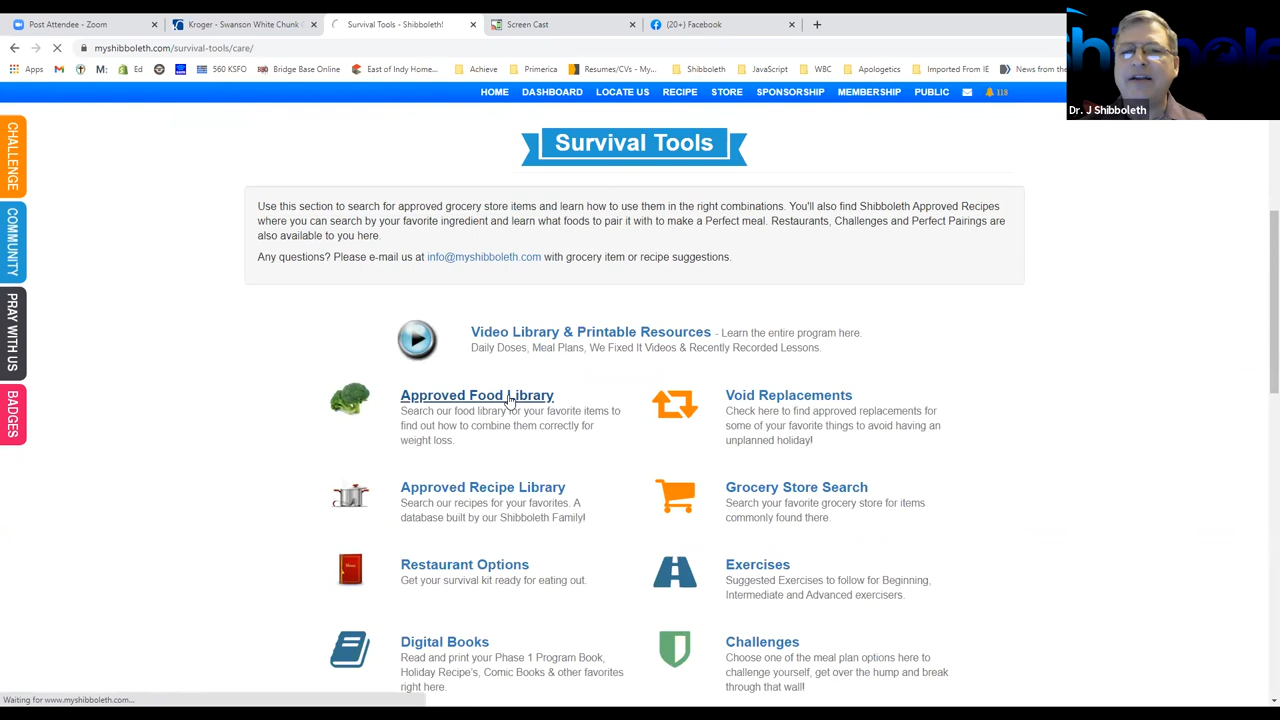 Post Attendee - Zoom
Kroger - Swanson White Chunk
Survival Tools - Shibboleth!
Screen Cast
(20+) Facebook
myshibboleth.com/survival-tools/care/
Apps
M:
Ed
560 KSFO
Bridge Base Online
East of Indy Home...
Achieve
Primerica
Resumes/CVs - My...
Shibboleth
JavaScript
WBC
Apologetics
Imported From IE
News from the
HOME DASHBOARD LOCATE US RECIPE STORE SPONSORSHIP MEMBERSHIP PUBLIC 118
Dr. J Shibboleth
CHALLENGE
COMMUNITY
PRAY WITH US
BADGES
Survival Tools
Use this section to search for approved grocery store items and learn how to use them in the right combinations. You'll also find Shibboleth Approved Recipes
where you can search by your favorite ingredient and learn what foods to pair it with to make a Perfect meal. Restaurants, Challenges and Perfect Pairings are
also available to you here.
Any questions? Please e-mail us at info@myshibboleth.com with grocery item or recipe suggestions.
Video Library & Printable Resources - Learn the entire program here.
Daily Doses, Meal Plans, We Fixed It Videos & Recently Recorded Lessons.
Approved Food Library
Search our food library for your favorite items to
find out how to combine them correctly for
weight loss.
Void Replacements
Check here to find approved replacements for
some of your favorite things to avoid having an
unplanned holiday!
Approved Recipe Library
Search our recipes for your favorites. A
database built by our Shibboleth Family!
Grocery Store Search
Search your favorite grocery store for items
commonly found there.
Restaurant Options
Get your survival kit ready for eating out.
Exercises
Suggested Exercises to follow for Beginning,
Intermediate and Advanced exercisers.
Digital Books
Read and print your Phase 1 Program Book,
Holiday Recipe's, Comic Books & other favorites
right here.
Challenges
Choose one of the meal plan options here to
challenge yourself, get over the hump and break
through that wall!
Waiting for www.myshibboleth.com...